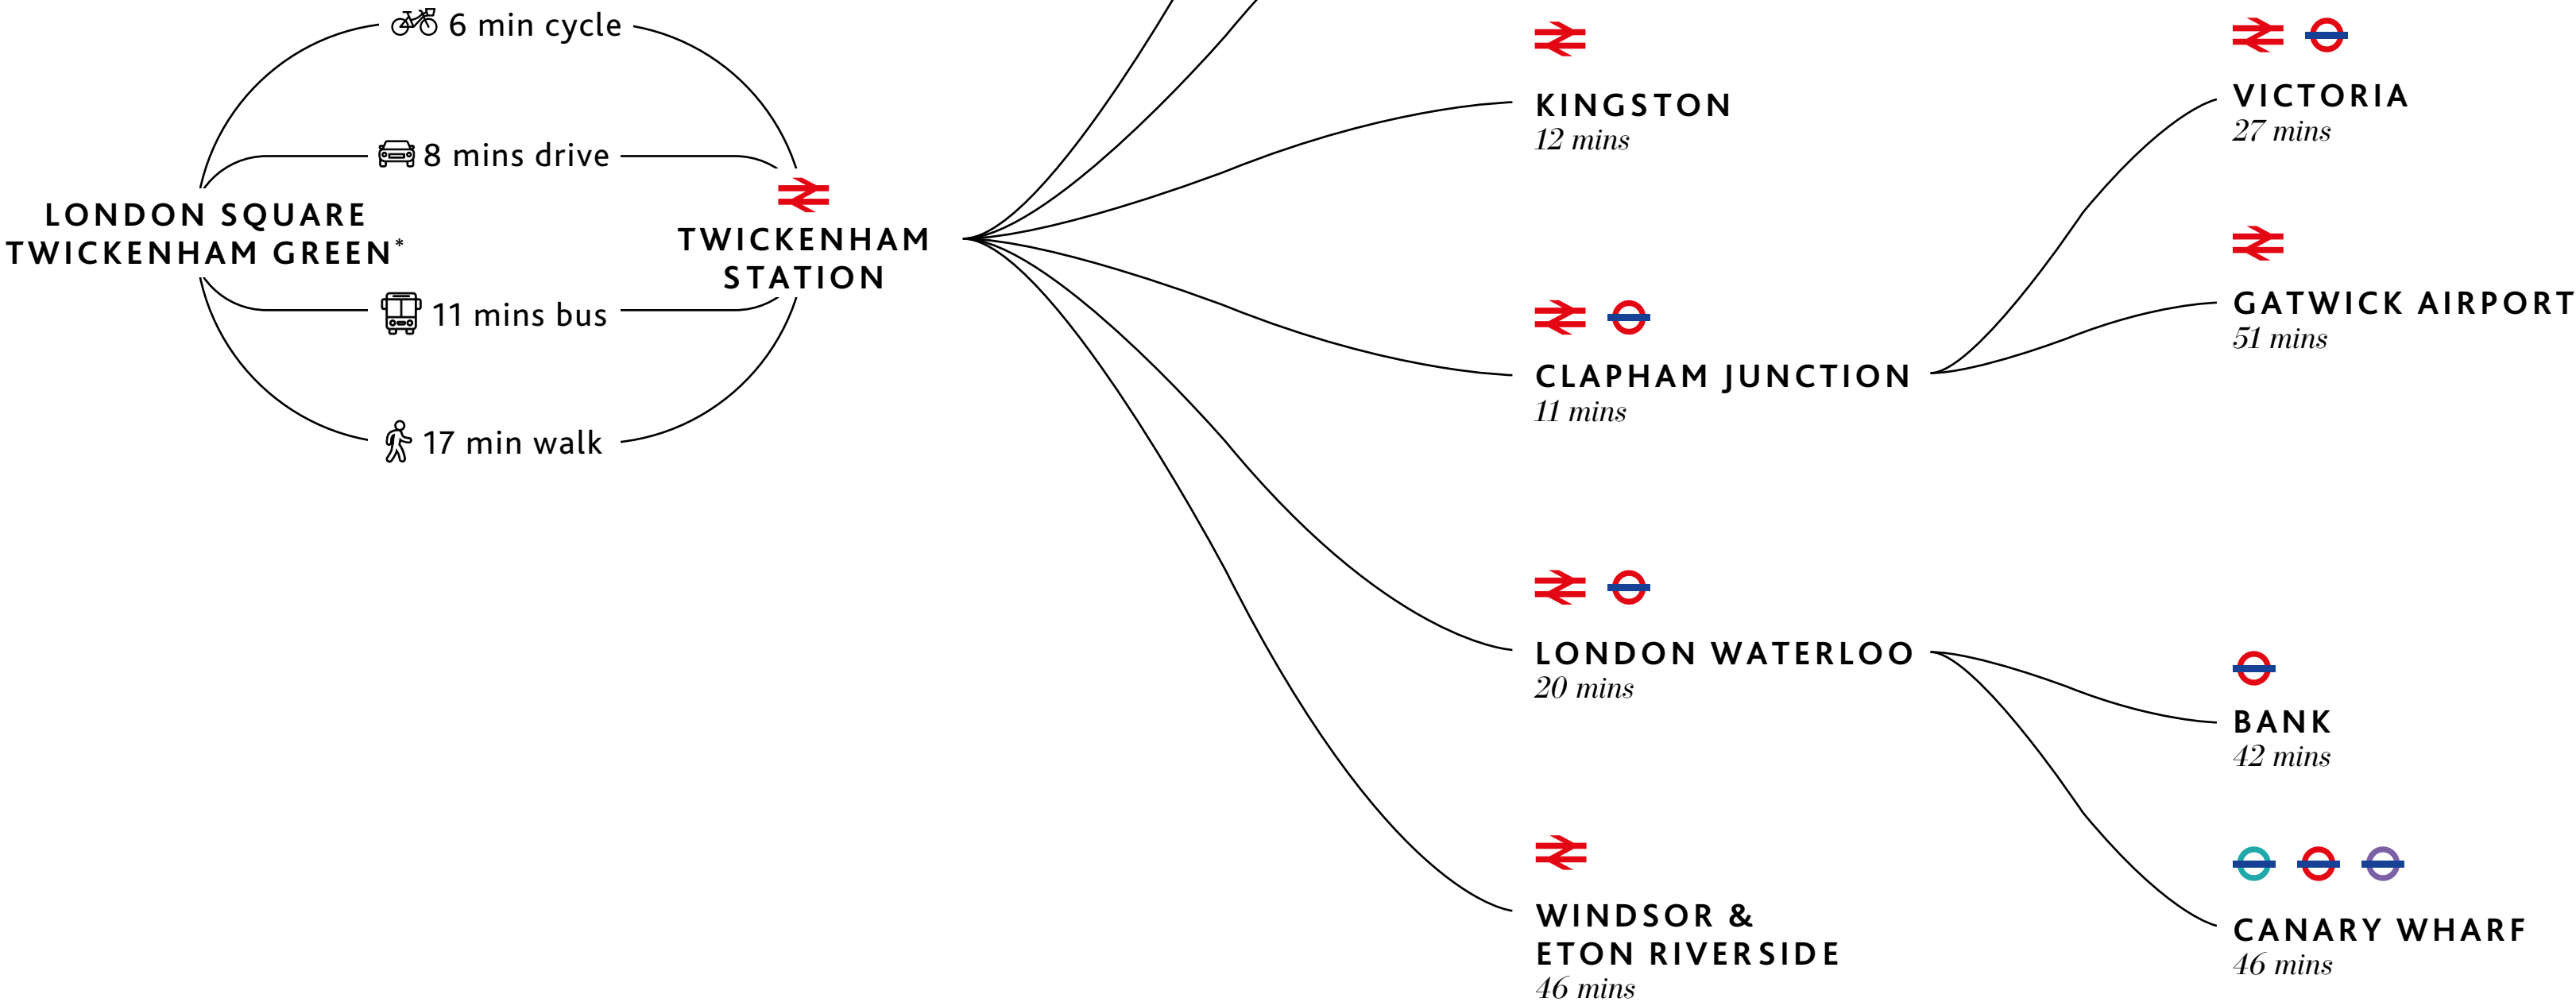 6 min cycle
8 mins drive
LONDON SQUARE
TWICKENHAM GREEN*
11 mins bus
17 min walk
TWICKENHAM
STATION
KINGSTON
12 mins
CLAPHAM JUNCTION
11 mins
LONDON WATERLOO
20 mins
WINDSOR &
ETON RIVERSIDE
46 mins
VICTORIA
27 mins
GATWICK AIRPORT
51 mins
BANK
42 mins
CANARY WHARF
46 mins